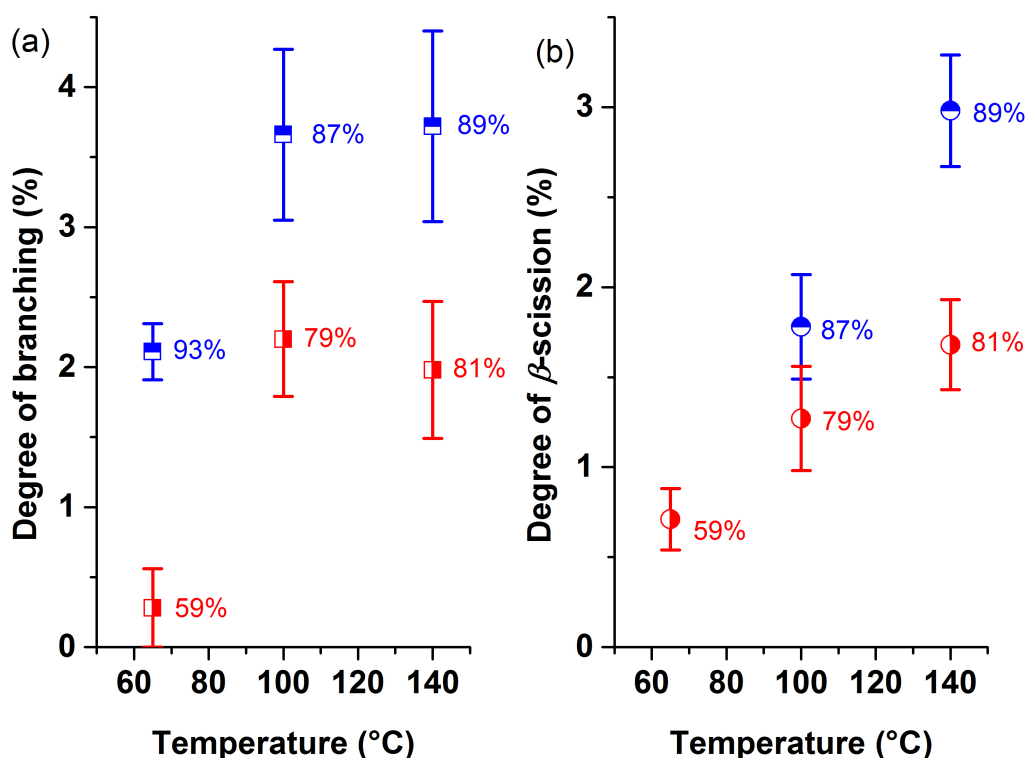 (a)
Degree of branching (%)
4
3
2
1
0
87%
89%
93%
79%
81%
59%
60 80 100 120 140
Temperature (°C)
(b)
Degree of β-scission (%)
3
2
1
0
89%
87%
81%
79%
59%
60 80 100 120 140
Temperature (°C)